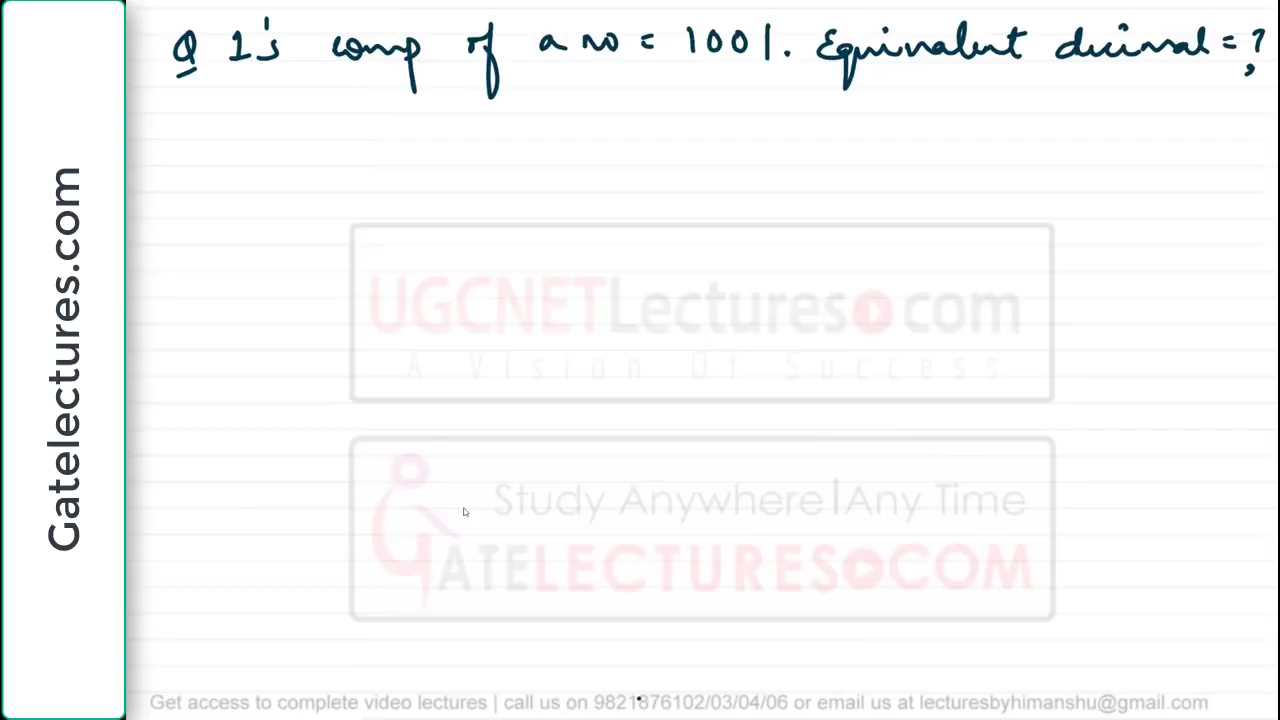 Q 1's comp of a no = 1001. Equivalent decimal = ?
Gatelectures.com
UGCNETLectures.com
A Vision Of Success
Study Anywhere|Any Time
GATELECTURES.COM
Get access to complete video lectures | call us on 9821876102/03/04/06 or email us at lecturesbyhimanshu@gmail.com